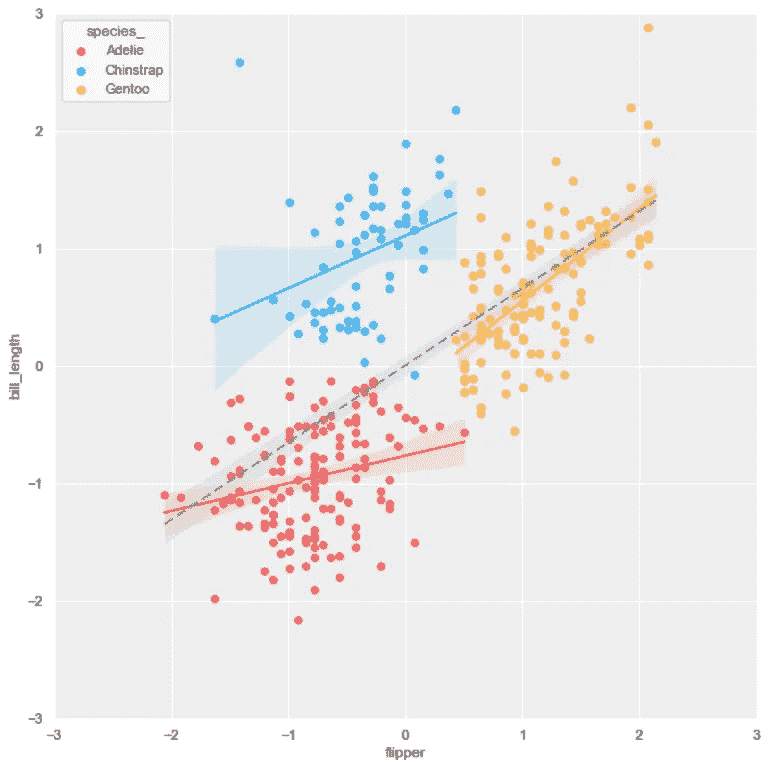 species_
Adelie
Chinstrap
Gentoo
3
2
1
0
−1
−2
−3
bill_length
−3 −2 −1 0 1 2 3
flipper